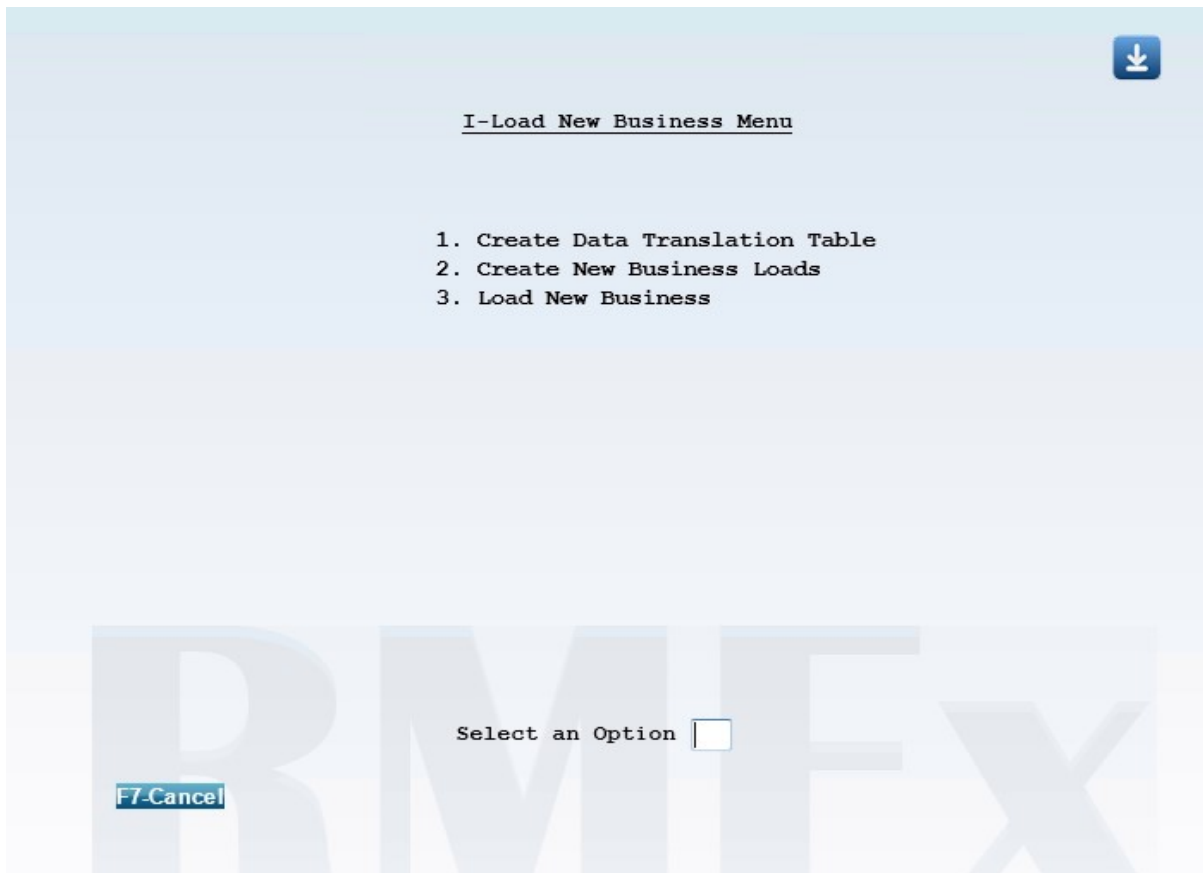 I-Load New Business Menu
1. Create Data Translation Table
2. Create New Business Loads
3. Load New Business
RMEx
Select an Option
F7-Cancel